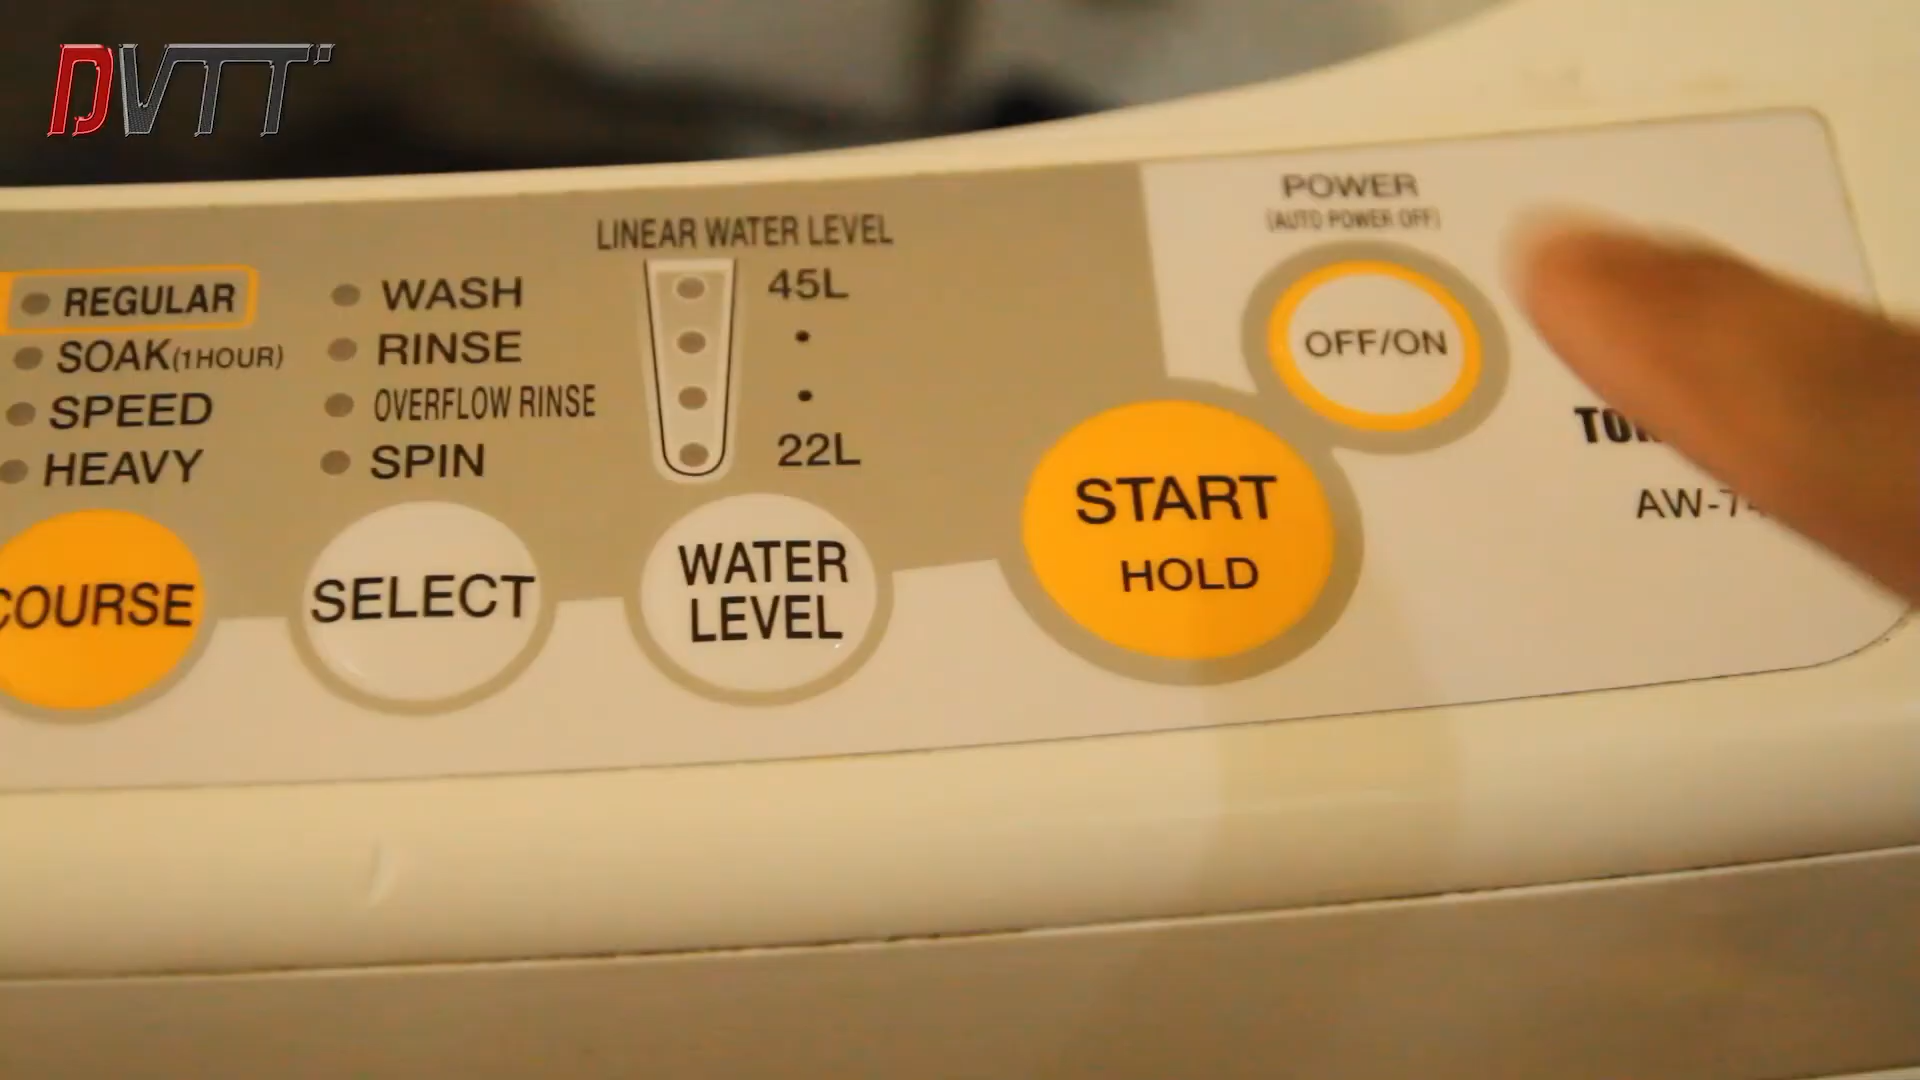 DVTT
REGULAR
SOAK(1HOUR)
SPEED
HEAVY
COURSE
WASH
RINSE
OVERFLOW RINSE
SPIN
SELECT
LINEAR WATER LEVEL
45L
•
•
22L
WATER
LEVEL
START
HOLD
POWER
(AUTO POWER OFF)
OFF/ON